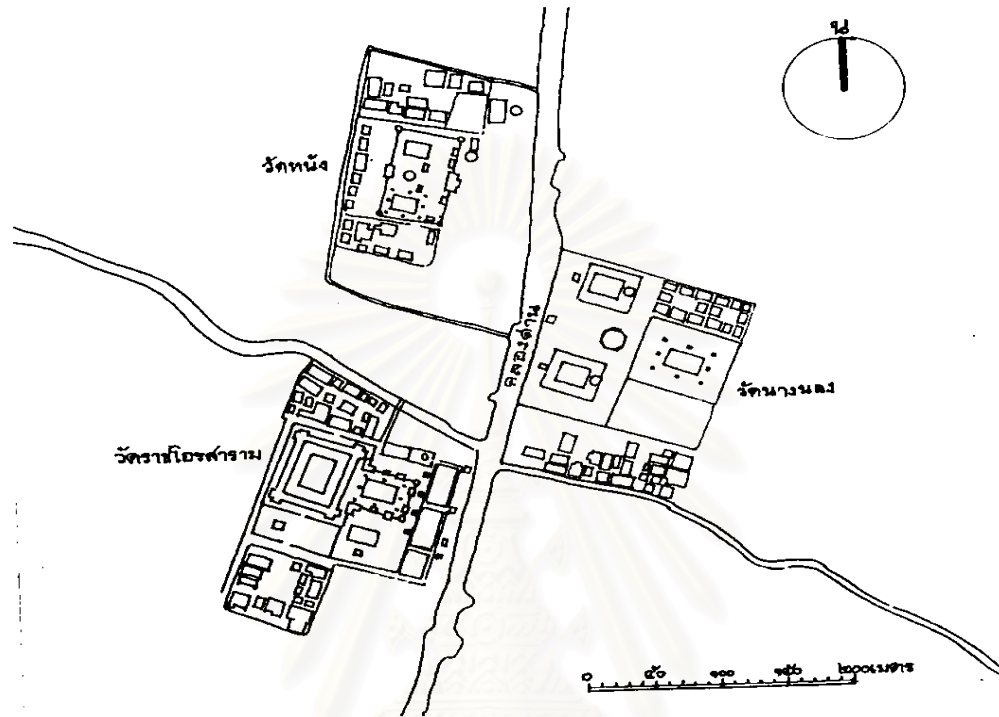 น
วัดหนัง
คลองด่าน
วัดนางนอง
วัดราชโอรสาราม
๐ ๕๐ ๑๐๐ ๑๕๐ ๒๐๐เมตร